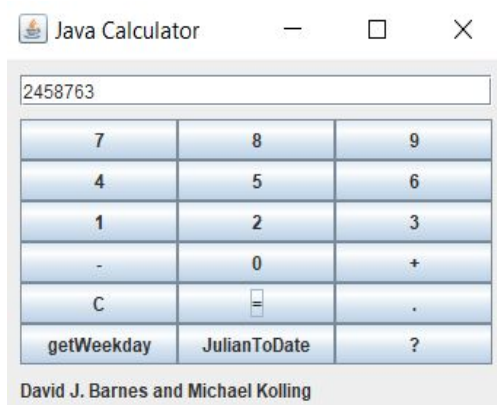 Java Calculator
2458763
7 8 9
4 5 6
1 2 3
- 0 +
C = .
getWeekday JulianToDate ?
David J. Barnes and Michael Kolling